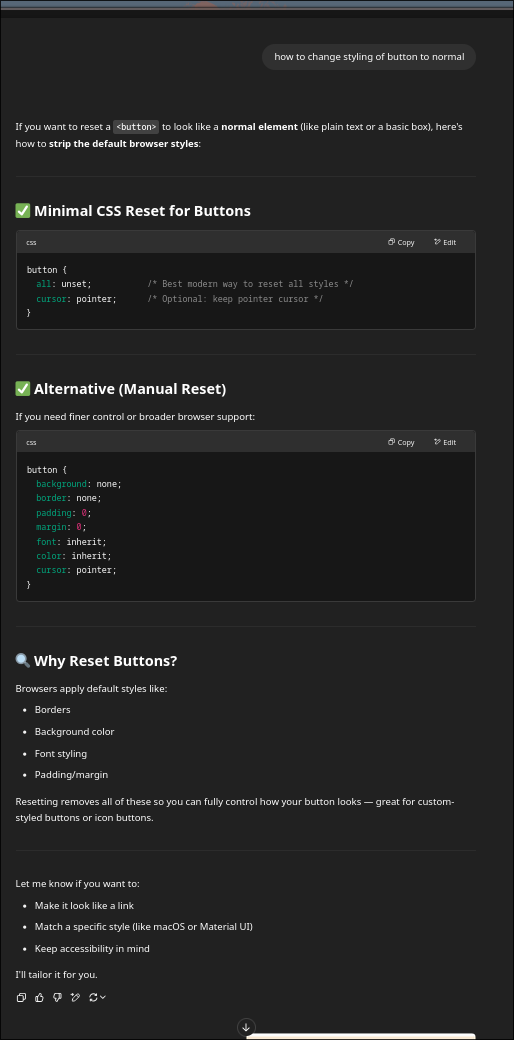 how to change styling of button to normal
If you want to reset a <button> to look like a normal element (like plain text or a basic box), here's
how to strip the default browser styles:
✅ Minimal CSS Reset for Buttons
css Copy Edit
button {
  all: unset;           /* Best modern way to reset all styles */
  cursor: pointer;      /* Optional: keep pointer cursor */
}
✅ Alternative (Manual Reset)
If you need finer control or broader browser support:
css Copy Edit
button {
  background: none;
  border: none;
  padding: 0;
  margin: 0;
  font: inherit;
  color: inherit;
  cursor: pointer;
}
🔍 Why Reset Buttons?
Browsers apply default styles like:
• Borders
• Background color
• Font styling
• Padding/margin
Resetting removes all of these so you can fully control how your button looks — great for custom-
styled buttons or icon buttons.
Let me know if you want to:
• Make it look like a link
• Match a specific style (like macOS or Material UI)
• Keep accessibility in mind
I'll tailor it for you.